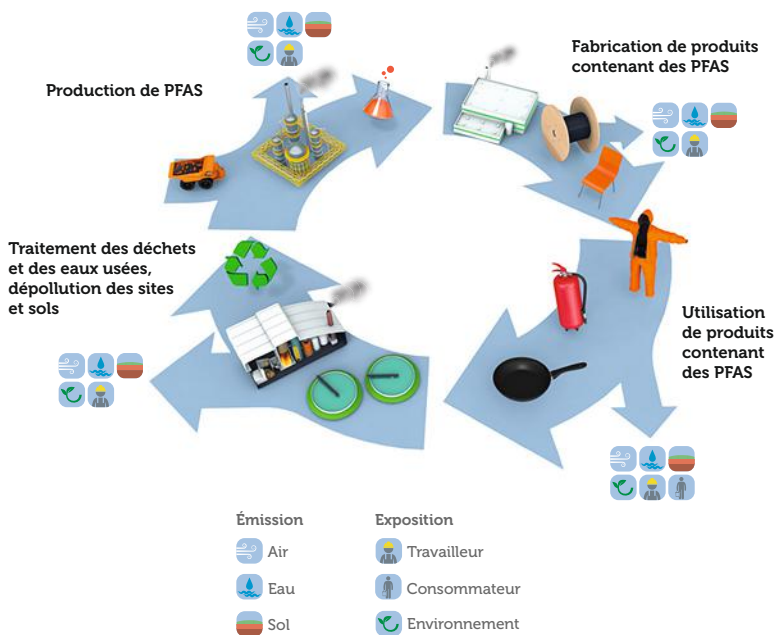 Production de PFAS
Fabrication de produits
contenant des PFAS
Traitement des déchets
et des eaux usées,
dépollution des sites
et sols
Utilisation
de produits
contenant
des PFAS
Émission
Exposition
Air
Travailleur
Eau
Consommateur
Sol
Environnement